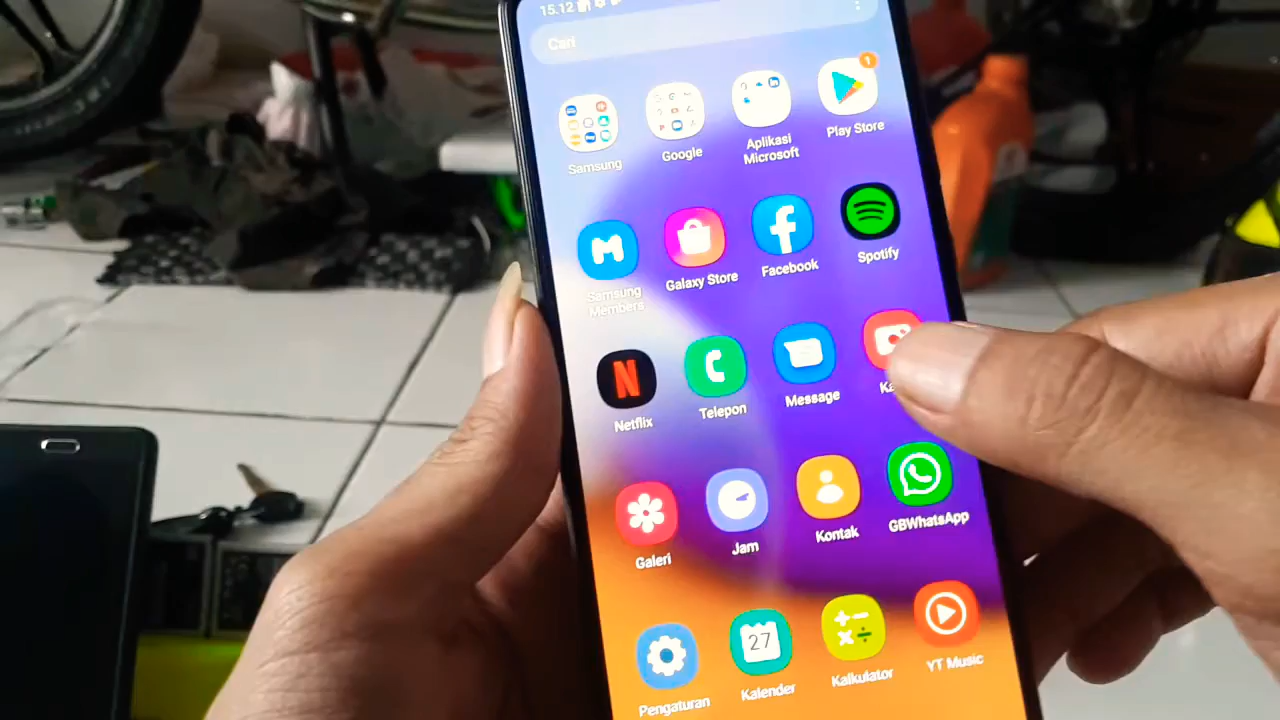 15.12
Cari
Samsung
Google
Aplikasi
Microsoft
Play Store
1
Samsung
Members
Galaxy Store
Facebook
Spotify
Netflix
Telepon
Message
Galeri
Jam
Kontak
GBWhatsApp
27
Pengaturan
Kalender
Kalkulator
YT Music